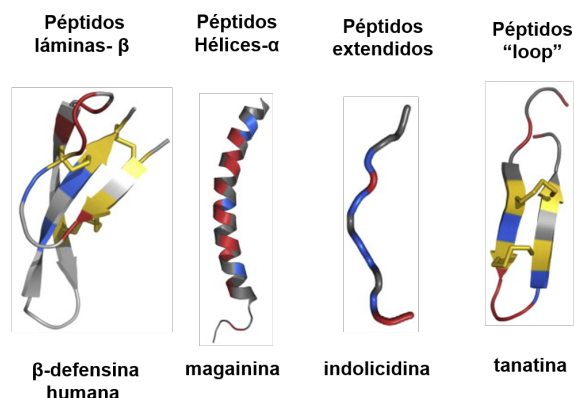 Péptidos
láminas- β
Péptidos
Hélices-α
Péptidos
extendidos
Péptidos
“loop”
β-defensina
humana
magainina
indolicidina
tanatina